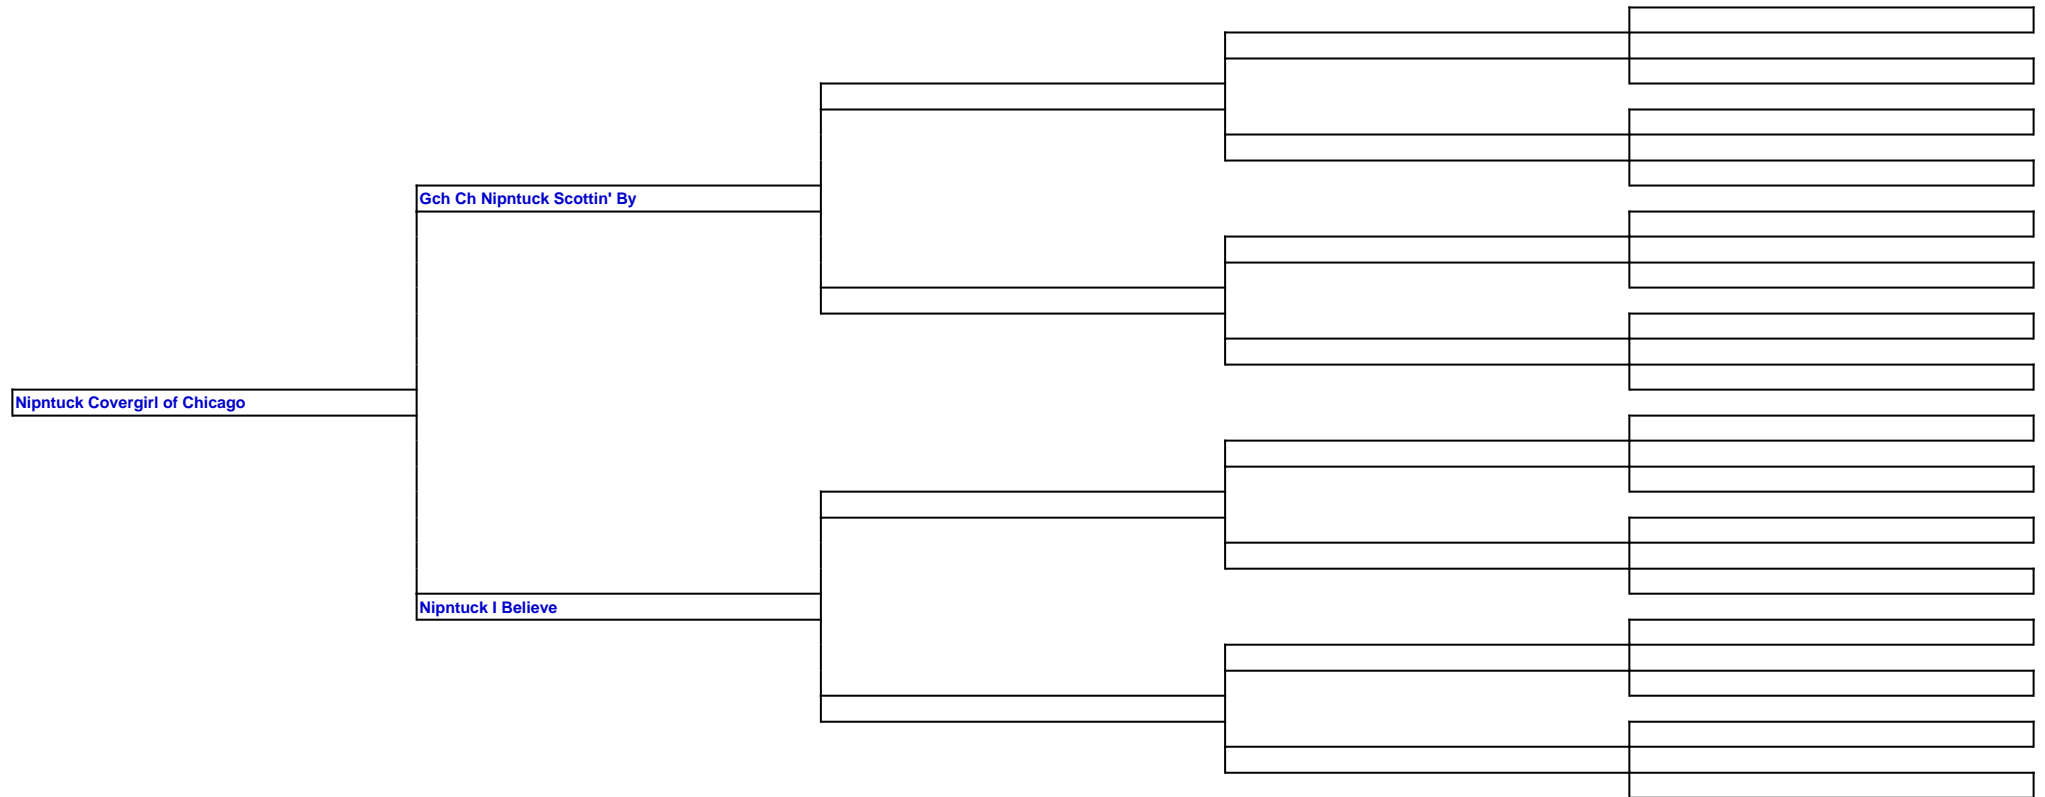 Gch Ch Nipntuck Scottin' By
Nipntuck Covergirl of Chicago
Nipntuck I Believe